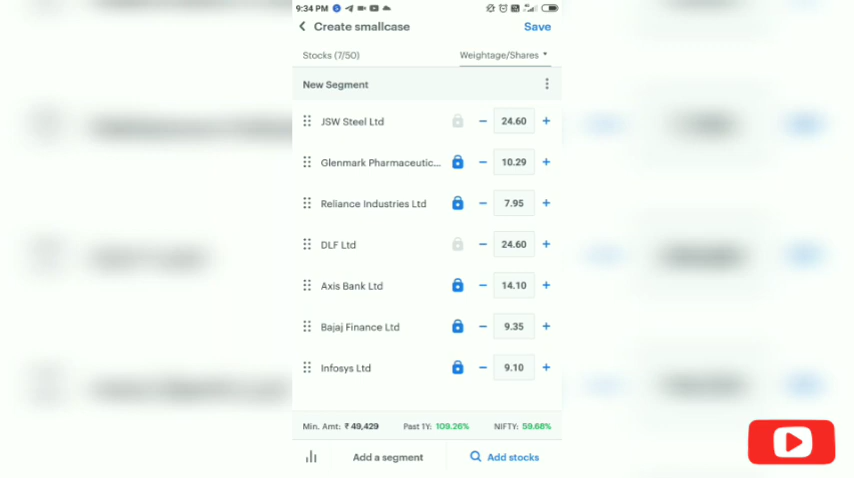 9:34 PM
Create smallcase Save
Stocks (7/50) Weightage/Shares
New Segment
JSW Steel Ltd 24.60
Glenmark Pharmaceutic... 10.29
Reliance Industries Ltd 7.95
DLF Ltd 24.60
Axis Bank Ltd 14.10
Bajaj Finance Ltd 9.35
Infosys Ltd 9.10
Min. Amt: ₹ 49,429 Past 1Y: 109.26% NIFTY: 59.68%
Add a segment Add stocks